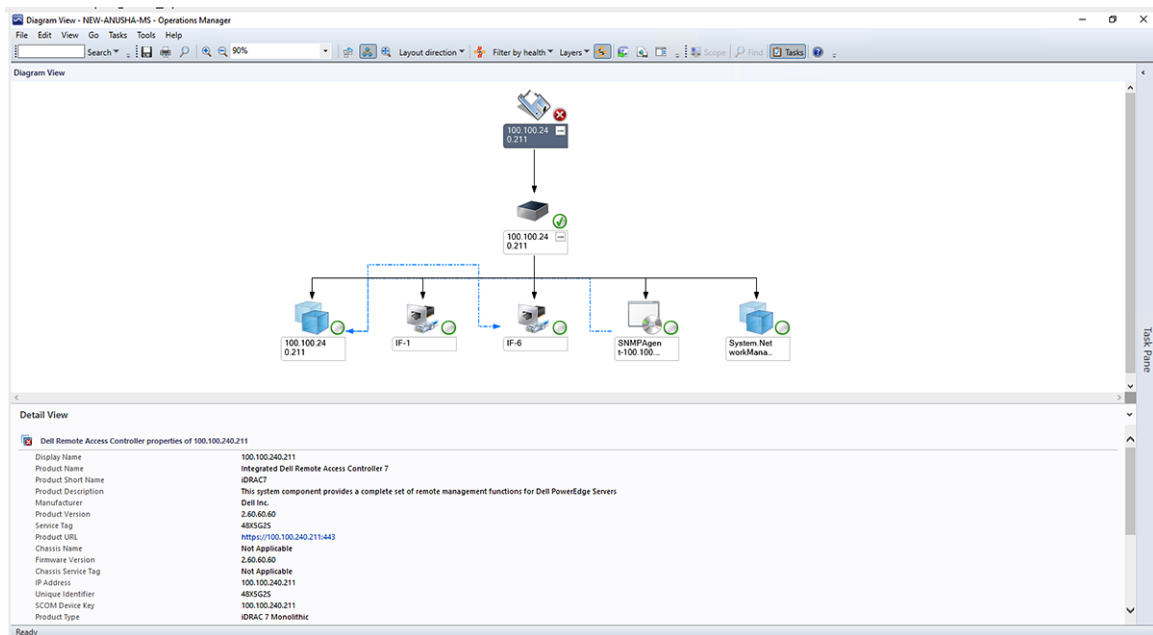 Diagram View - NEW-ANUSHA-MS - Operations Manager
File Edit View Go Tasks Tools Help
Search 90% Layout direction Filter by health Layers Scope Find Tasks
Diagram View
100.100.24
0.211
100.100.24
0.211
100.100.24
0.211
IF-1
IF-6
SNMPAgen
t-100.100...
System.Net
workMana...
Task Pane
Detail View
Dell Remote Access Controller properties of 100.100.240.211
Display Name 100.100.240.211
Product Name Integrated Dell Remote Access Controller 7
Product Short Name iDRAC7
Product Description This system component provides a complete set of remote management functions for Dell PowerEdge Servers
Manufacturer Dell Inc.
Product Version 2.60.60.60
Service Tag 48X5G2S
Product URL https://100.100.240.211:443
Chassis Name Not Applicable
Firmware Version 2.60.60.60
Chassis Service Tag Not Applicable
IP Address 100.100.240.211
Unique Identifier 48X5G2S
SCOM Device Key 100.100.240.211
Product Type iDRAC 7 Monolithic
Ready